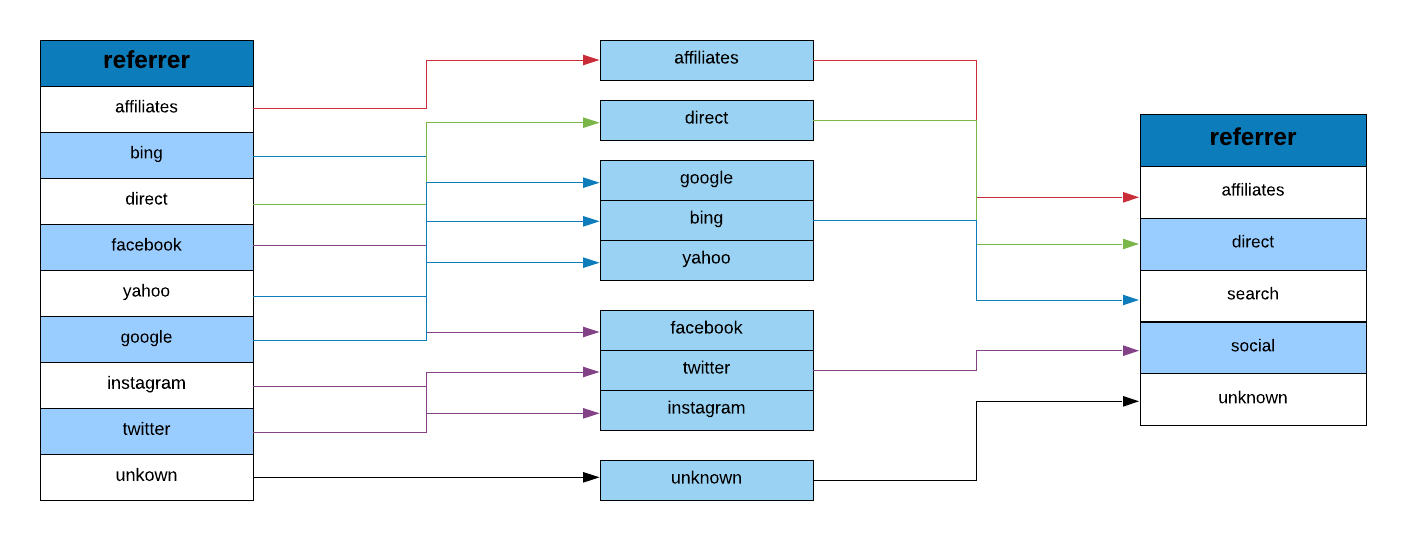 referrer
affiliates
bing
direct
facebook
yahoo
google
instagram
twitter
unkown
affiliates
direct
google
bing
yahoo
facebook
twitter
instagram
unknown
referrer
affiliates
direct
search
social
unknown